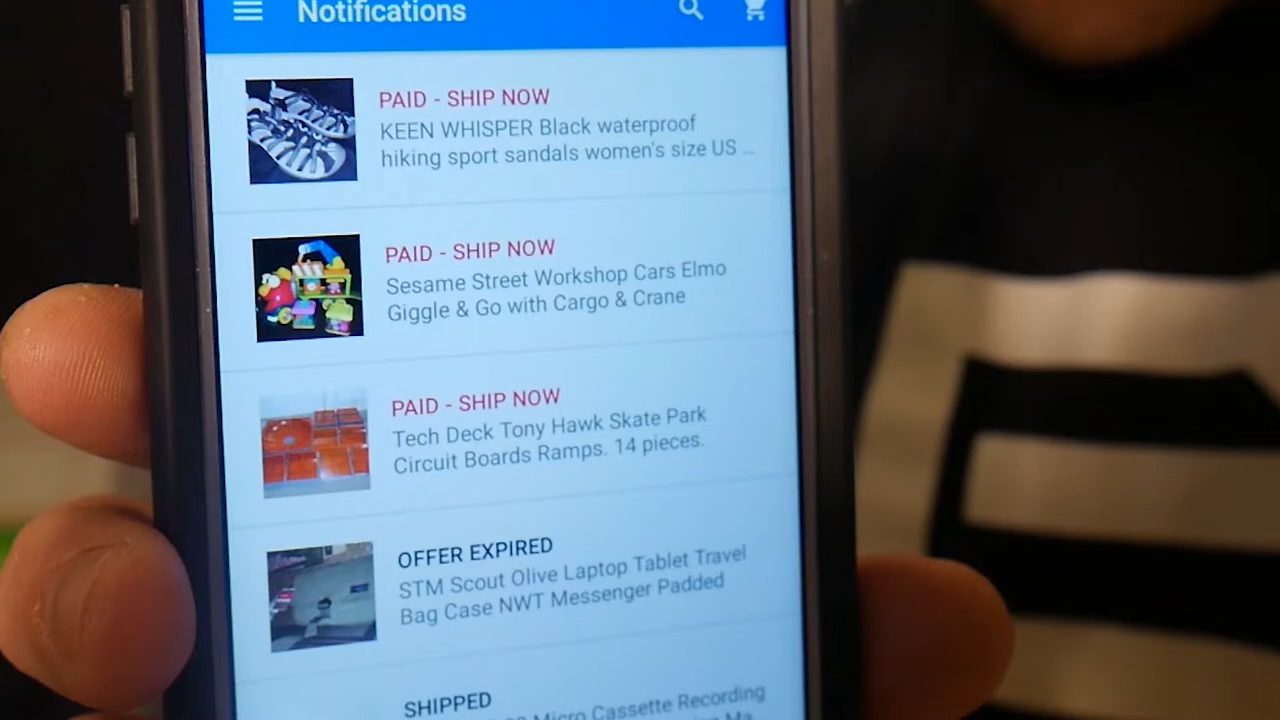 Notifications
PAID - SHIP NOW
KEEN WHISPER Black waterproof
hiking sport sandals women's size US ...
PAID - SHIP NOW
Sesame Street Workshop Cars Elmo
Giggle & Go with Cargo & Crane
PAID - SHIP NOW
Tech Deck Tony Hawk Skate Park
Circuit Boards Ramps. 14 pieces.
OFFER EXPIRED
STM Scout Olive Laptop Tablet Travel
Bag Case NWT Messenger Padded
SHIPPED
Micro Cassette Recording